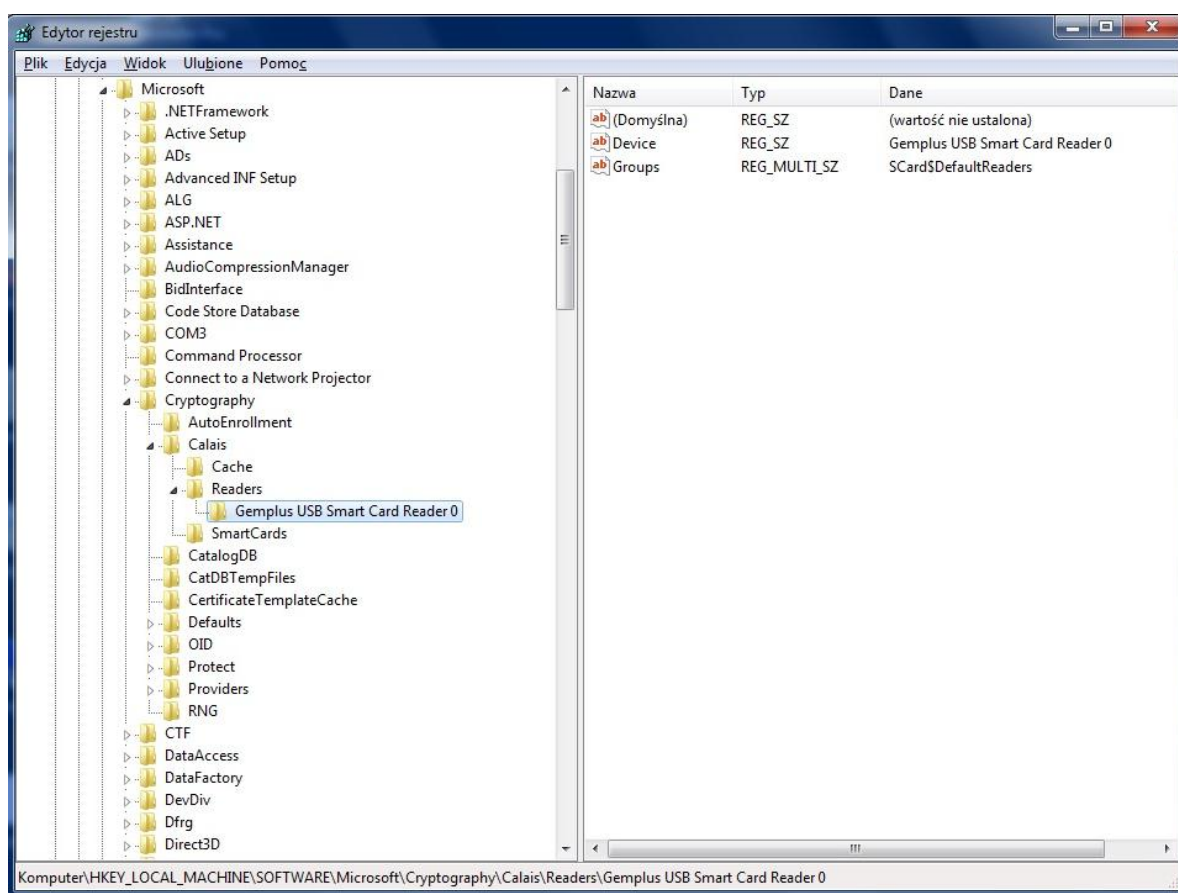 Edytor rejestru
Plik Edycja Widok Ulubione Pomoc
Microsoft
.NETFramework
Active Setup
ADs
Advanced INF Setup
ALG
ASP.NET
Assistance
AudioCompressionManager
BidInterface
Code Store Database
COM3
Command Processor
Connect to a Network Projector
Cryptography
AutoEnrollment
Calais
Cache
Readers
Gemplus USB Smart Card Reader 0
SmartCards
CatalogDB
CatDBTempFiles
CertificateTemplateCache
Defaults
OID
Protect
Providers
RNG
CTF
DataAccess
DataFactory
DevDiv
Dfrg
Direct3D
Nazwa Typ Dane
(Domyślna) REG_SZ (wartość nie ustalona)
Device REG_SZ Gemplus USB Smart Card Reader 0
Groups REG_MULTI_SZ SCard$DefaultReaders
Komputer\HKEY_LOCAL_MACHINE\SOFTWARE\Microsoft\Cryptography\Calais\Readers\Gemplus USB Smart Card Reader 0